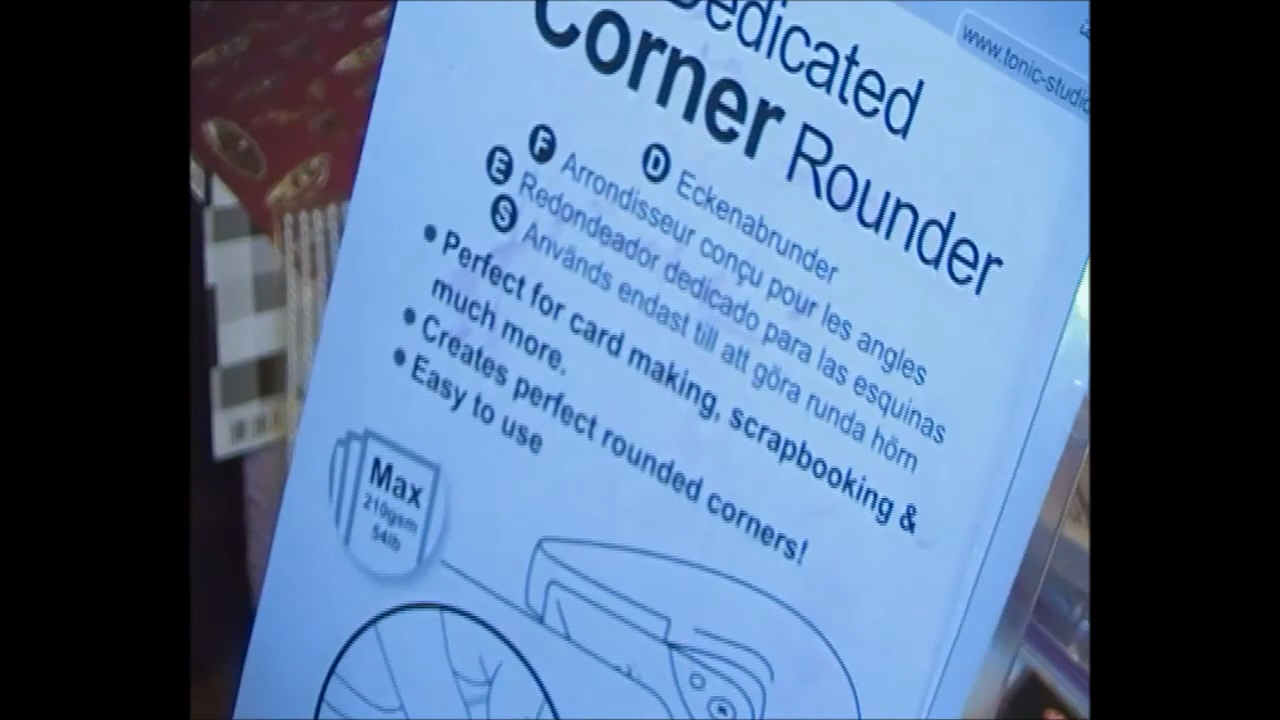 Dedicated
www.tonic-studio
Corner Rounder
F Arrondisseur conçu pour les angles
D Eckenabrunder
E Redondeador dedicado para las esquinas
S Används endast till att göra runda hörn
• Perfect for card making, scrapbooking &
much more.
• Creates perfect rounded corners!
• Easy to use
Max
210gsm
54lb